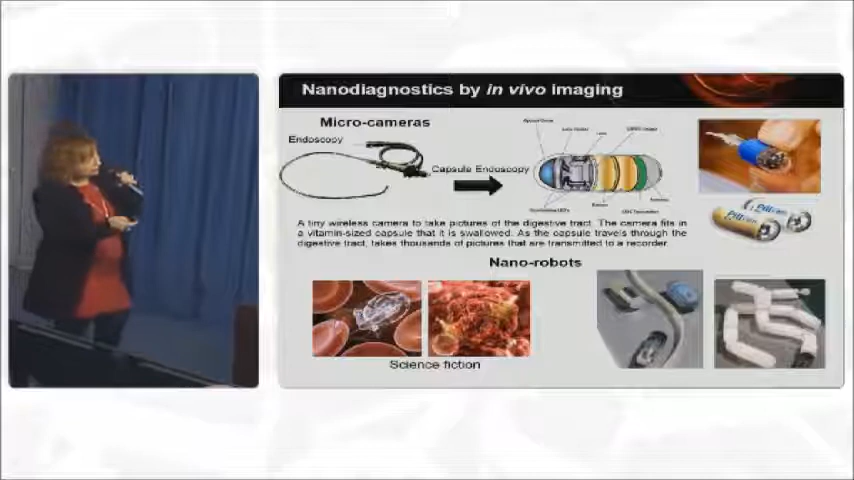 Nanodiagnostics by in vivo imaging
Micro-cameras
Endoscopy
Capsule Endoscopy
A tiny wireless camera to take pictures of the digestive tract. The camera fits in
a vitamin-sized capsule that it is swallowed. As the capsule travels through the
digestive tract, takes thousands of pictures that are transmitted to a recorder.
Nano-robots
Science fiction